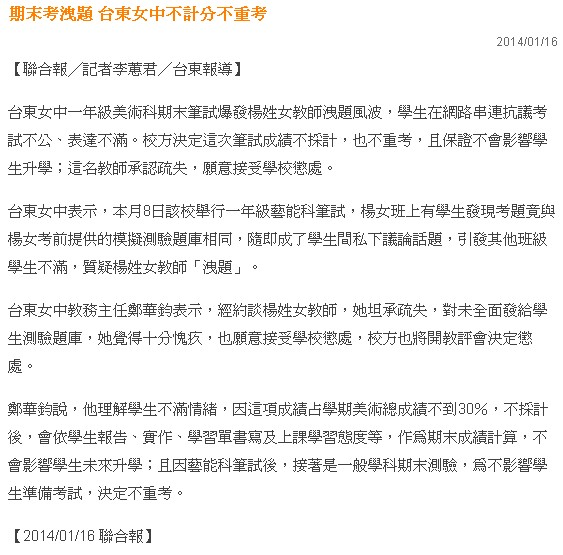 期末考洩題 台東女中不計分不重考
2014/01/16
【聯合報／記者李蕙君／台東報導】
台東女中一年級美術科期末筆試爆發楊姓女教師洩題風波，學生在網路串連抗議考
試不公、表達不滿。校方決定這次筆試成績不採計，也不重考，且保證不會影響學
生升學；這名教師承認疏失，願意接受學校懲處。
台東女中表示，本月8日該校舉行一年級藝能科筆試，楊女班上有學生發現考題竟與
楊女考前提供的模擬測驗題庫相同，隨即成了學生間私下議論話題，引發其他班級
學生不滿，質疑楊姓女教師「洩題」。
台東女中教務主任鄭華鈞表示，經約談楊姓女教師，她坦承疏失，對未全面發給學
生測驗題庫，她覺得十分愧疚，也願意接受學校懲處，校方也將開教評會決定懲
處。
鄭華鈞說，他理解學生不滿情緒，因這項成績占學期美術總成績不到30%，不採計
後，會依學生報告、實作、學習單書寫及上課學習態度等，作為期末成績計算，不
會影響學生未來升學；且因藝能科筆試後，接著是一般學科期末測驗，為不影響學
生準備考試，決定不重考。
【2014/01/16 聯合報】